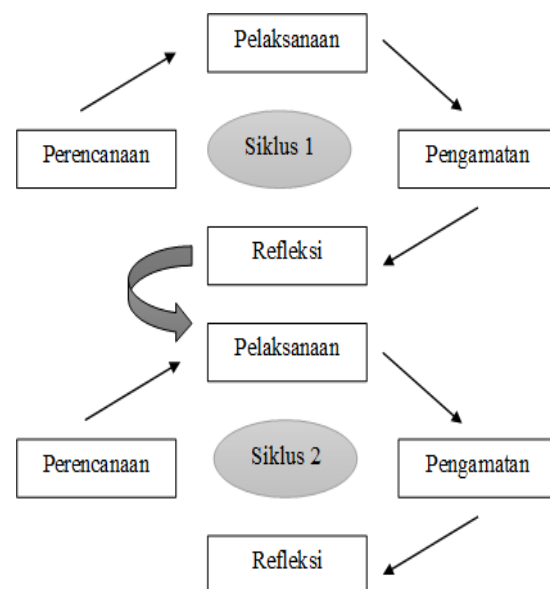 Pelaksanaan
Perencanaan
Siklus 1
Pengamatan
Refleksi
Pelaksanaan
Perencanaan
Siklus 2
Pengamatan
Refleksi